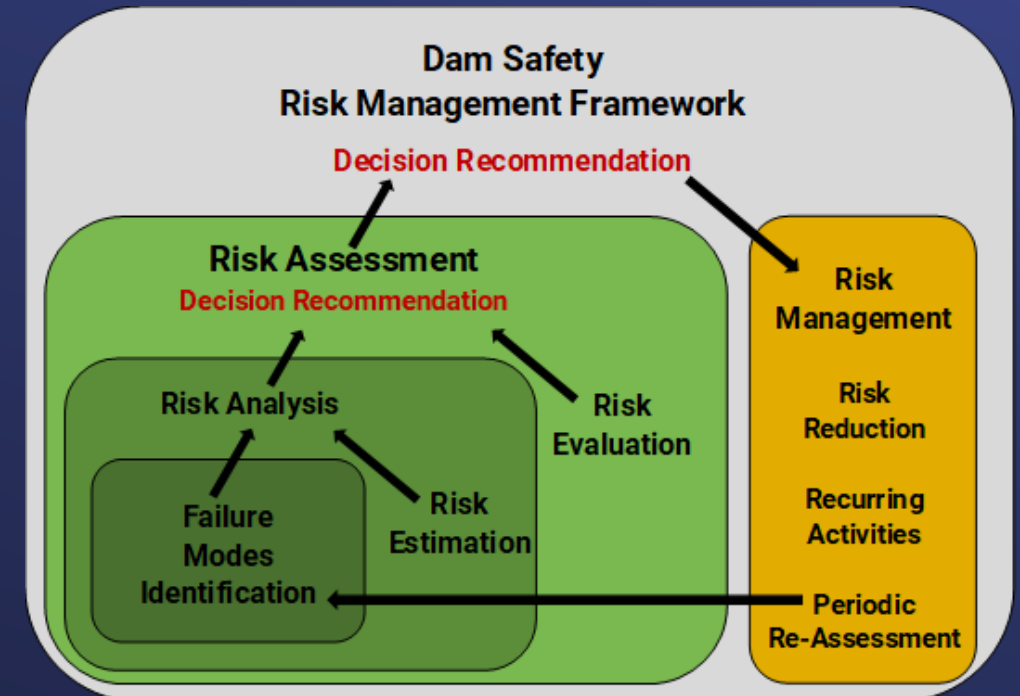 Dam Safety
Risk Management Framework
Decision Recommendation
Risk Assessment
Decision Recommendation
Risk Analysis
Failure
Modes
Identification
Risk
Estimation
Risk
Evaluation
Risk
Management
Risk
Reduction
Recurring
Activities
Periodic
Re-Assessment